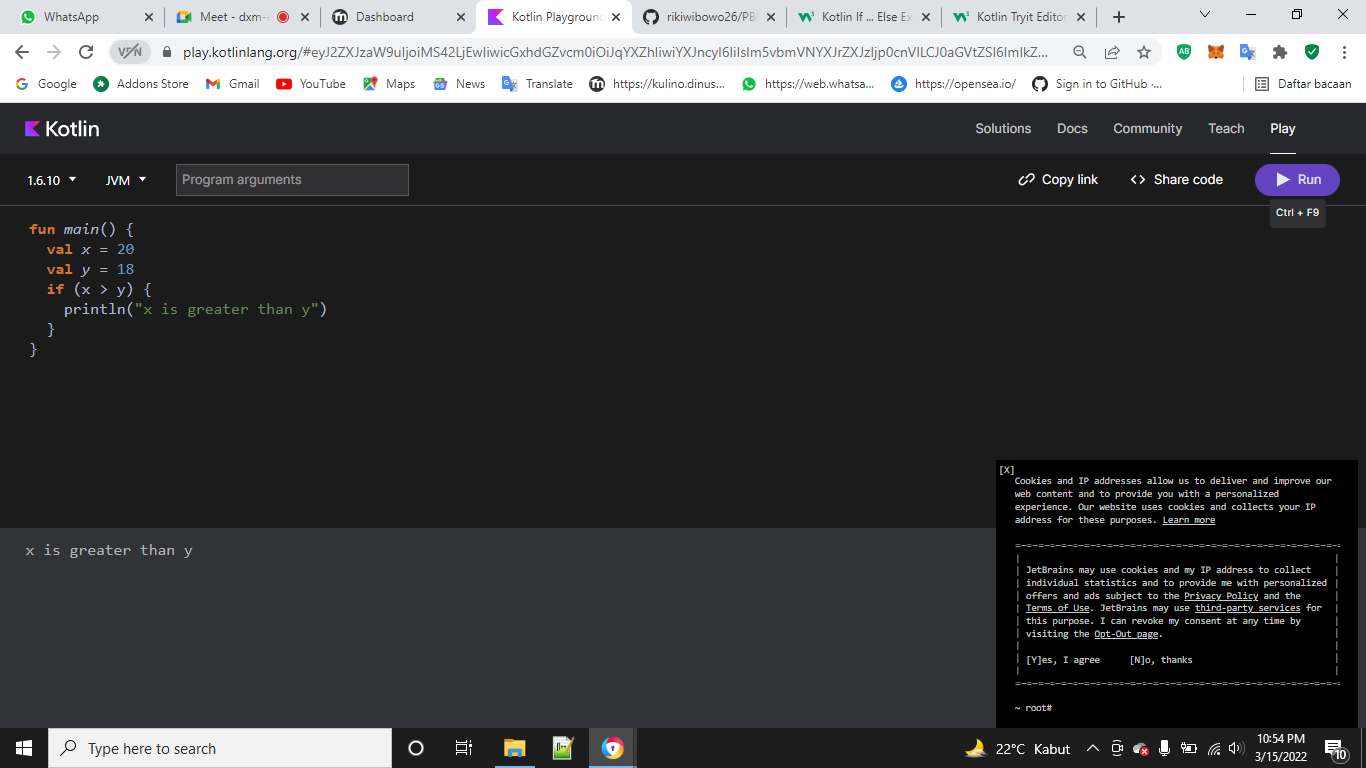 WhatsApp
Meet - dxm-
Dashboard
Kotlin Playground
rikiwibowo26/PB
Kotlin If ... Else Ex
Kotlin Tryit Editor
VPN
play.kotlinlang.org/
Google
Addons Store
Gmail
YouTube
Maps
News
Translate
https://kulino.dinus...
https://web.whatsa...
https://opensea.io/
Sign in to GitHub ·...
Daftar bacaan
Kotlin
Solutions
Docs
Community
Teach
Play
1.6.10
JVM
Program arguments
Copy link
Share code
Run
Ctrl + F9
fun main() {
val x = 20
val y = 18
if (x > y) {
println("x is greater than y")
}
}
x is greater than y
[X]
Cookies and IP addresses allow us to deliver and improve our
web content and to provide you with a personalized
experience. Our website uses cookies and collects your IP
address for these purposes. Learn more
JetBrains may use cookies and my IP address to collect
individual statistics and to provide me with personalized
offers and ads subject to the Privacy Policy and the
Terms of Use. JetBrains may use third-party services for
this purpose. I can revoke my consent at any time by
visiting the Opt-Out page.
[Y]es, I agree [N]o, thanks
~ root#
Type here to search
22°C Kabut
10:54 PM
3/15/2022
10